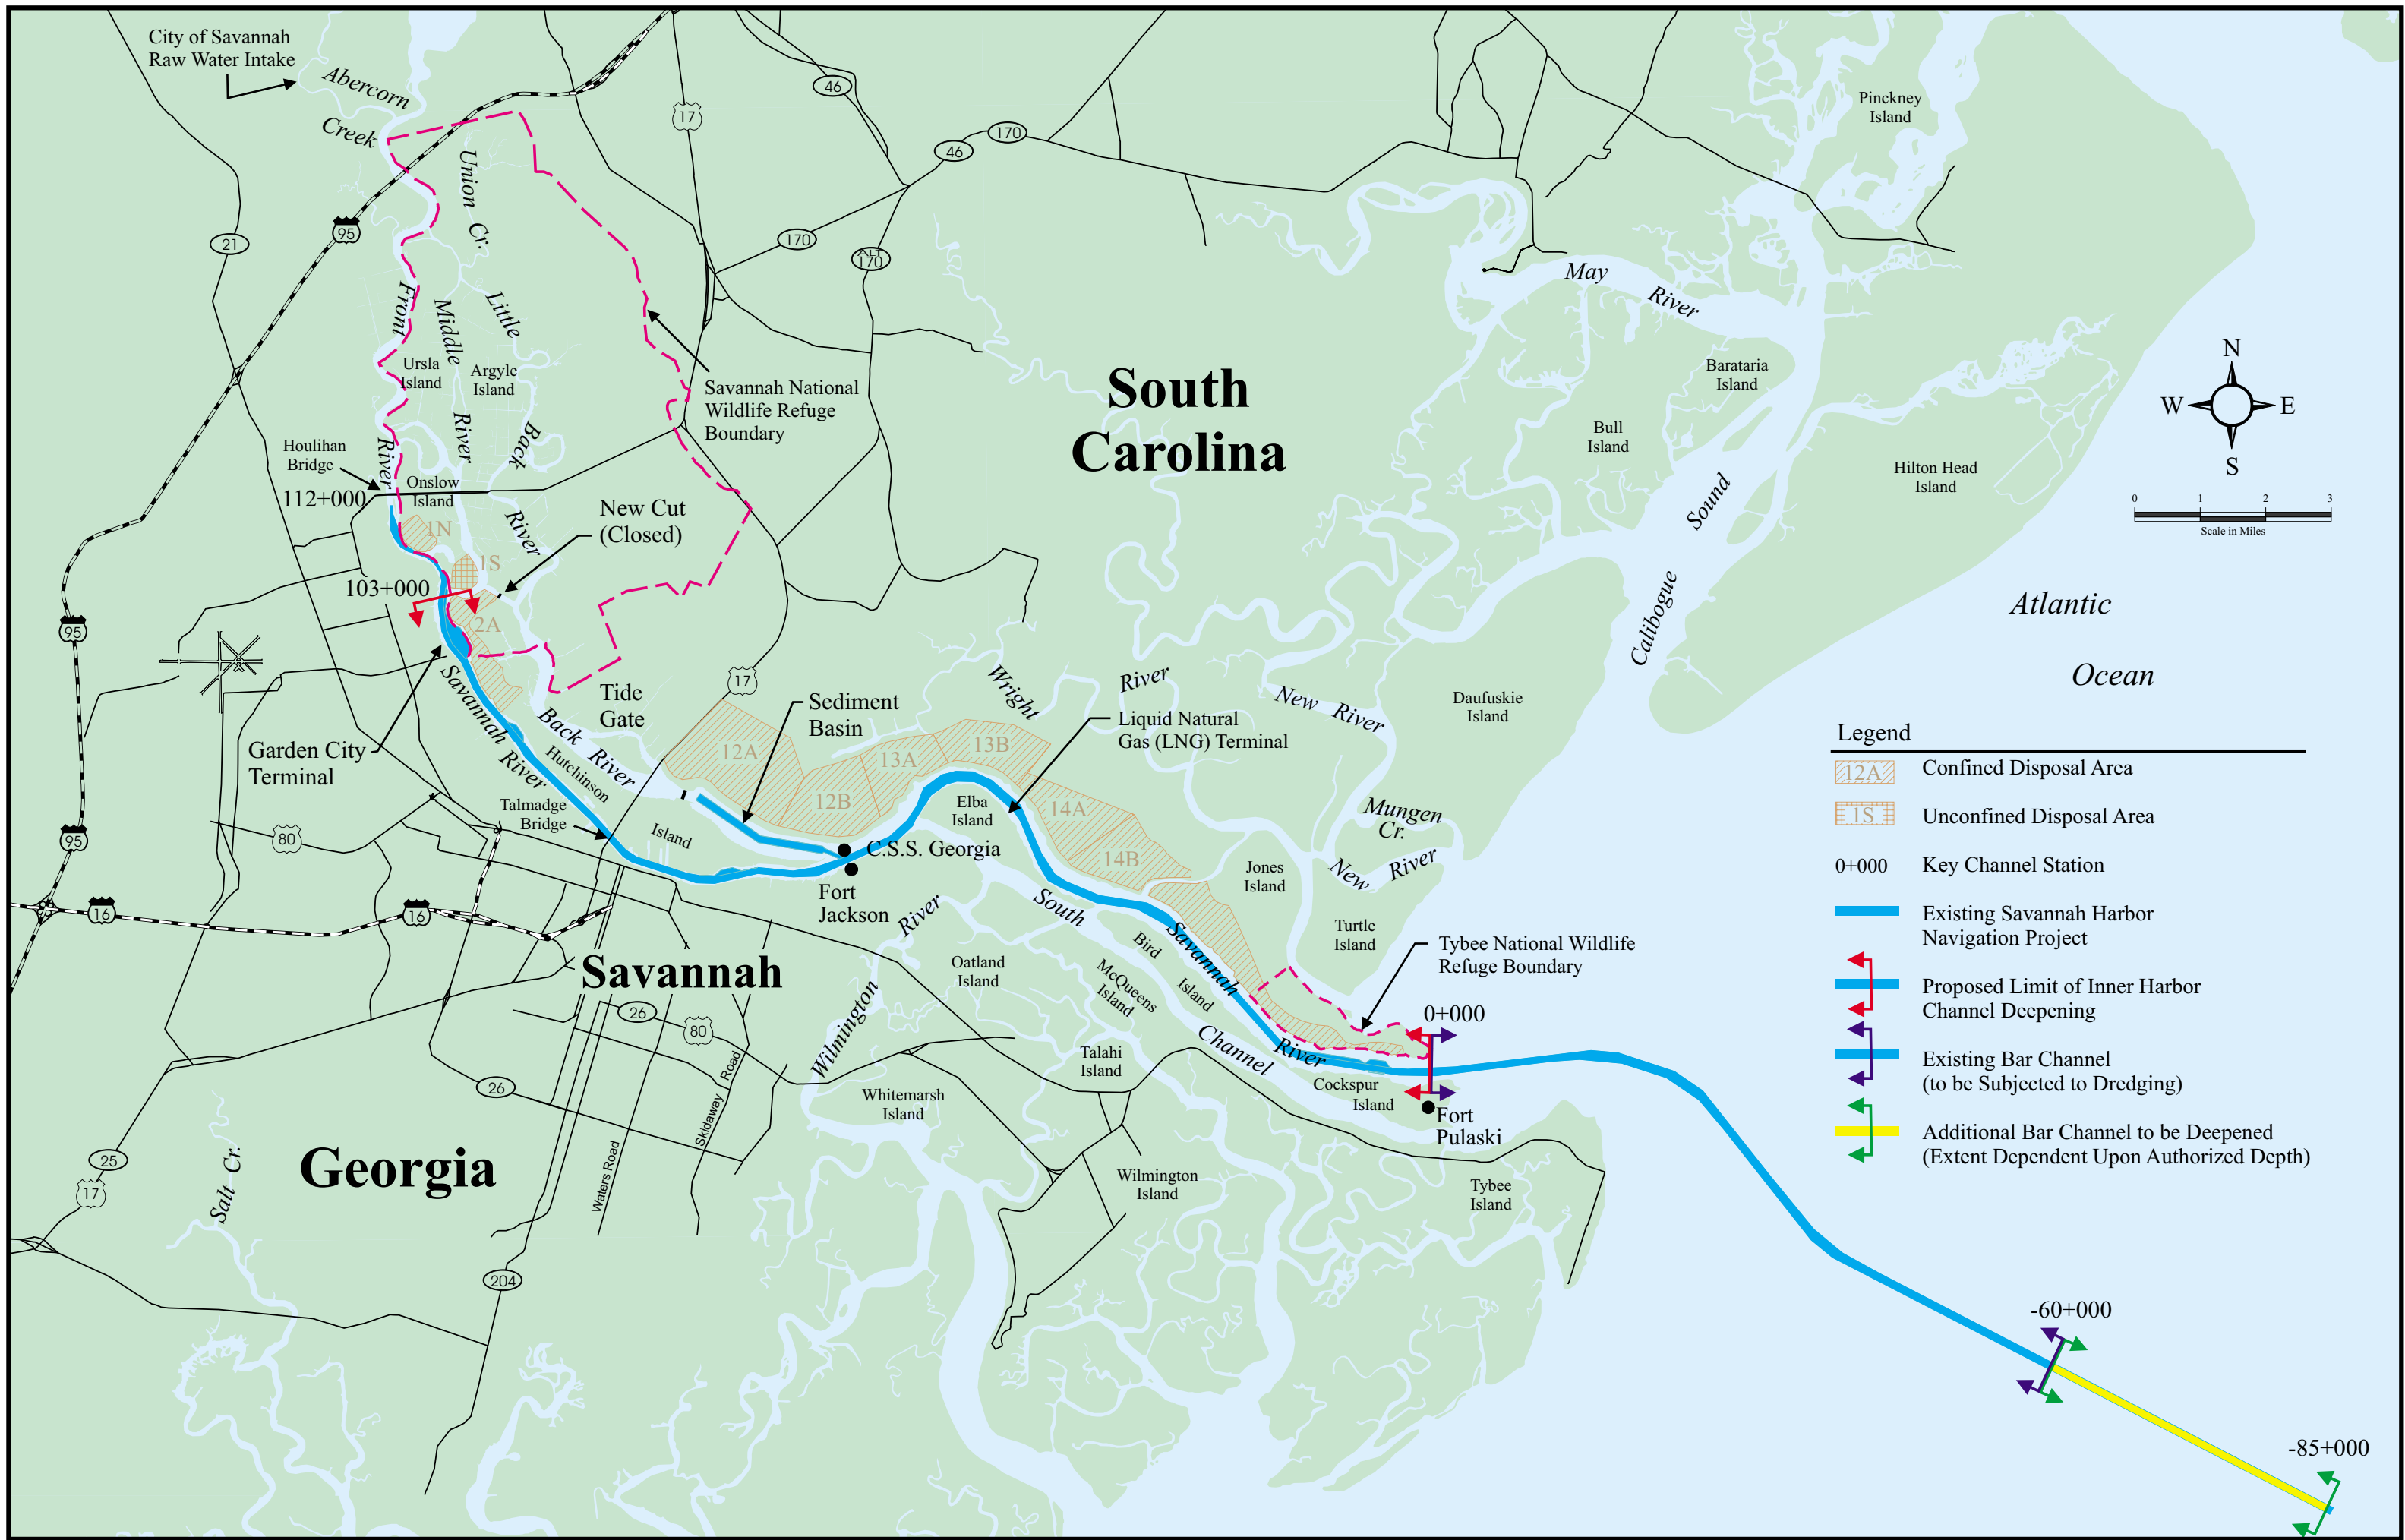 City of Savannah
Raw Water Intake
Abercorn
Creek
46
17
170
46
Pinckney
Island
Union Cr.
95
21
170
ALT
170
May
River
Front
River
Middle
River
Little
Back
River
Ursla
Island
Argyle
Island
Savannah National
Wildlife Refuge
Boundary
South
Carolina
Barataria
Island
Bull
Island
Hilton Head
Island
N
W
E
S
0
1
2
3
Scale in Miles
Houlihan
Bridge
112+000
Onslow
Island
1N
New Cut
(Closed)
1S
103+000
2A
95
Calibogue
Sound
Atlantic
Ocean
Savannah
River
Garden City
Terminal
Tide
Gate
Back River
Hutchinson
Island
17
Sediment
Basin
Wright
River
New River
Daufuskie
Island
Liquid Natural
Gas (LNG) Terminal
12A
12B
13A
13B
14A
14B
Elba
Island
Talmadge
Bridge
80
95
16
16
C.S.S. Georgia
Fort
Jackson
Mungen
Cr.
New River
Jones
Island
Turtle
Island
Savannah
Wilmington
River
Oatland
Island
South
Channel
Bird
Island
McQueens
Island
Savannah
River
Tybee National Wildlife
Refuge Boundary
0+000
26
80
26
Talahi
Island
Whitemarsh
Island
Cockspur
Island
Fort
Pulaski
Georgia
Salt Cr.
25
17
204
Waters Road
Skidaway Road
Wilmington
Island
Tybee
Island
Legend
12A
Confined Disposal Area
1S
Unconfined Disposal Area
0+000
Key Channel Station
Existing Savannah Harbor
Navigation Project
Proposed Limit of Inner Harbor
Channel Deepening
Existing Bar Channel
(to be Subjected to Dredging)
Additional Bar Channel to be Deepened
(Extent Dependent Upon Authorized Depth)
-60+000
-85+000